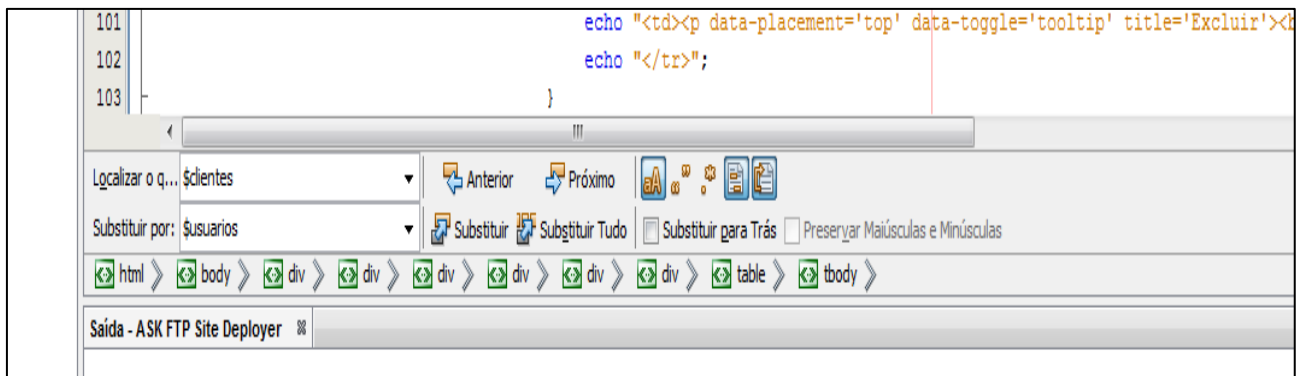 101 echo "<td><p data-placement='top' data-toggle='tooltip' title='Excluir'><b
102 echo "</tr>";
103 }
Localizar o q... $clientes Anterior Próximo
Substituir por: $usuarios Substituir Substituir Tudo Substituir para Trás Preservar Maiúsculas e Minúsculas
html body div div div div div div table tbody
Saída - ASK FTP Site Deployer